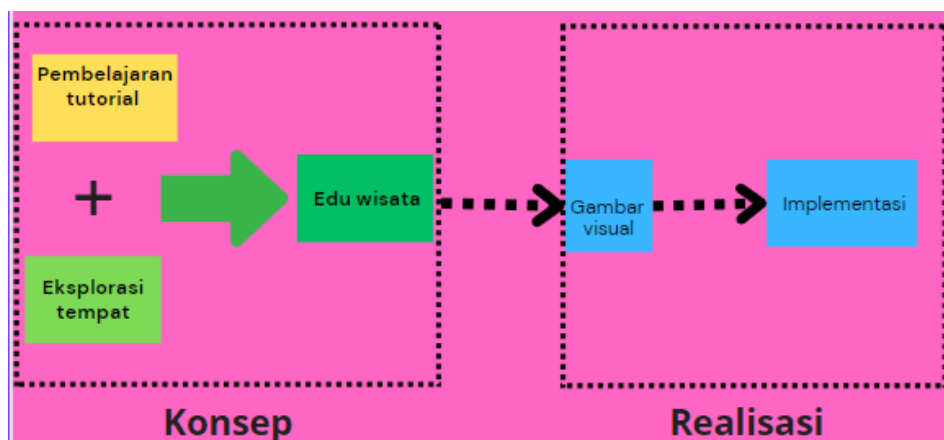 Pembelajaran
tutorial
+
Eksplorasi
tempat
Edu wisata
Gambar
visual
Implementasi
Konsep
Realisasi